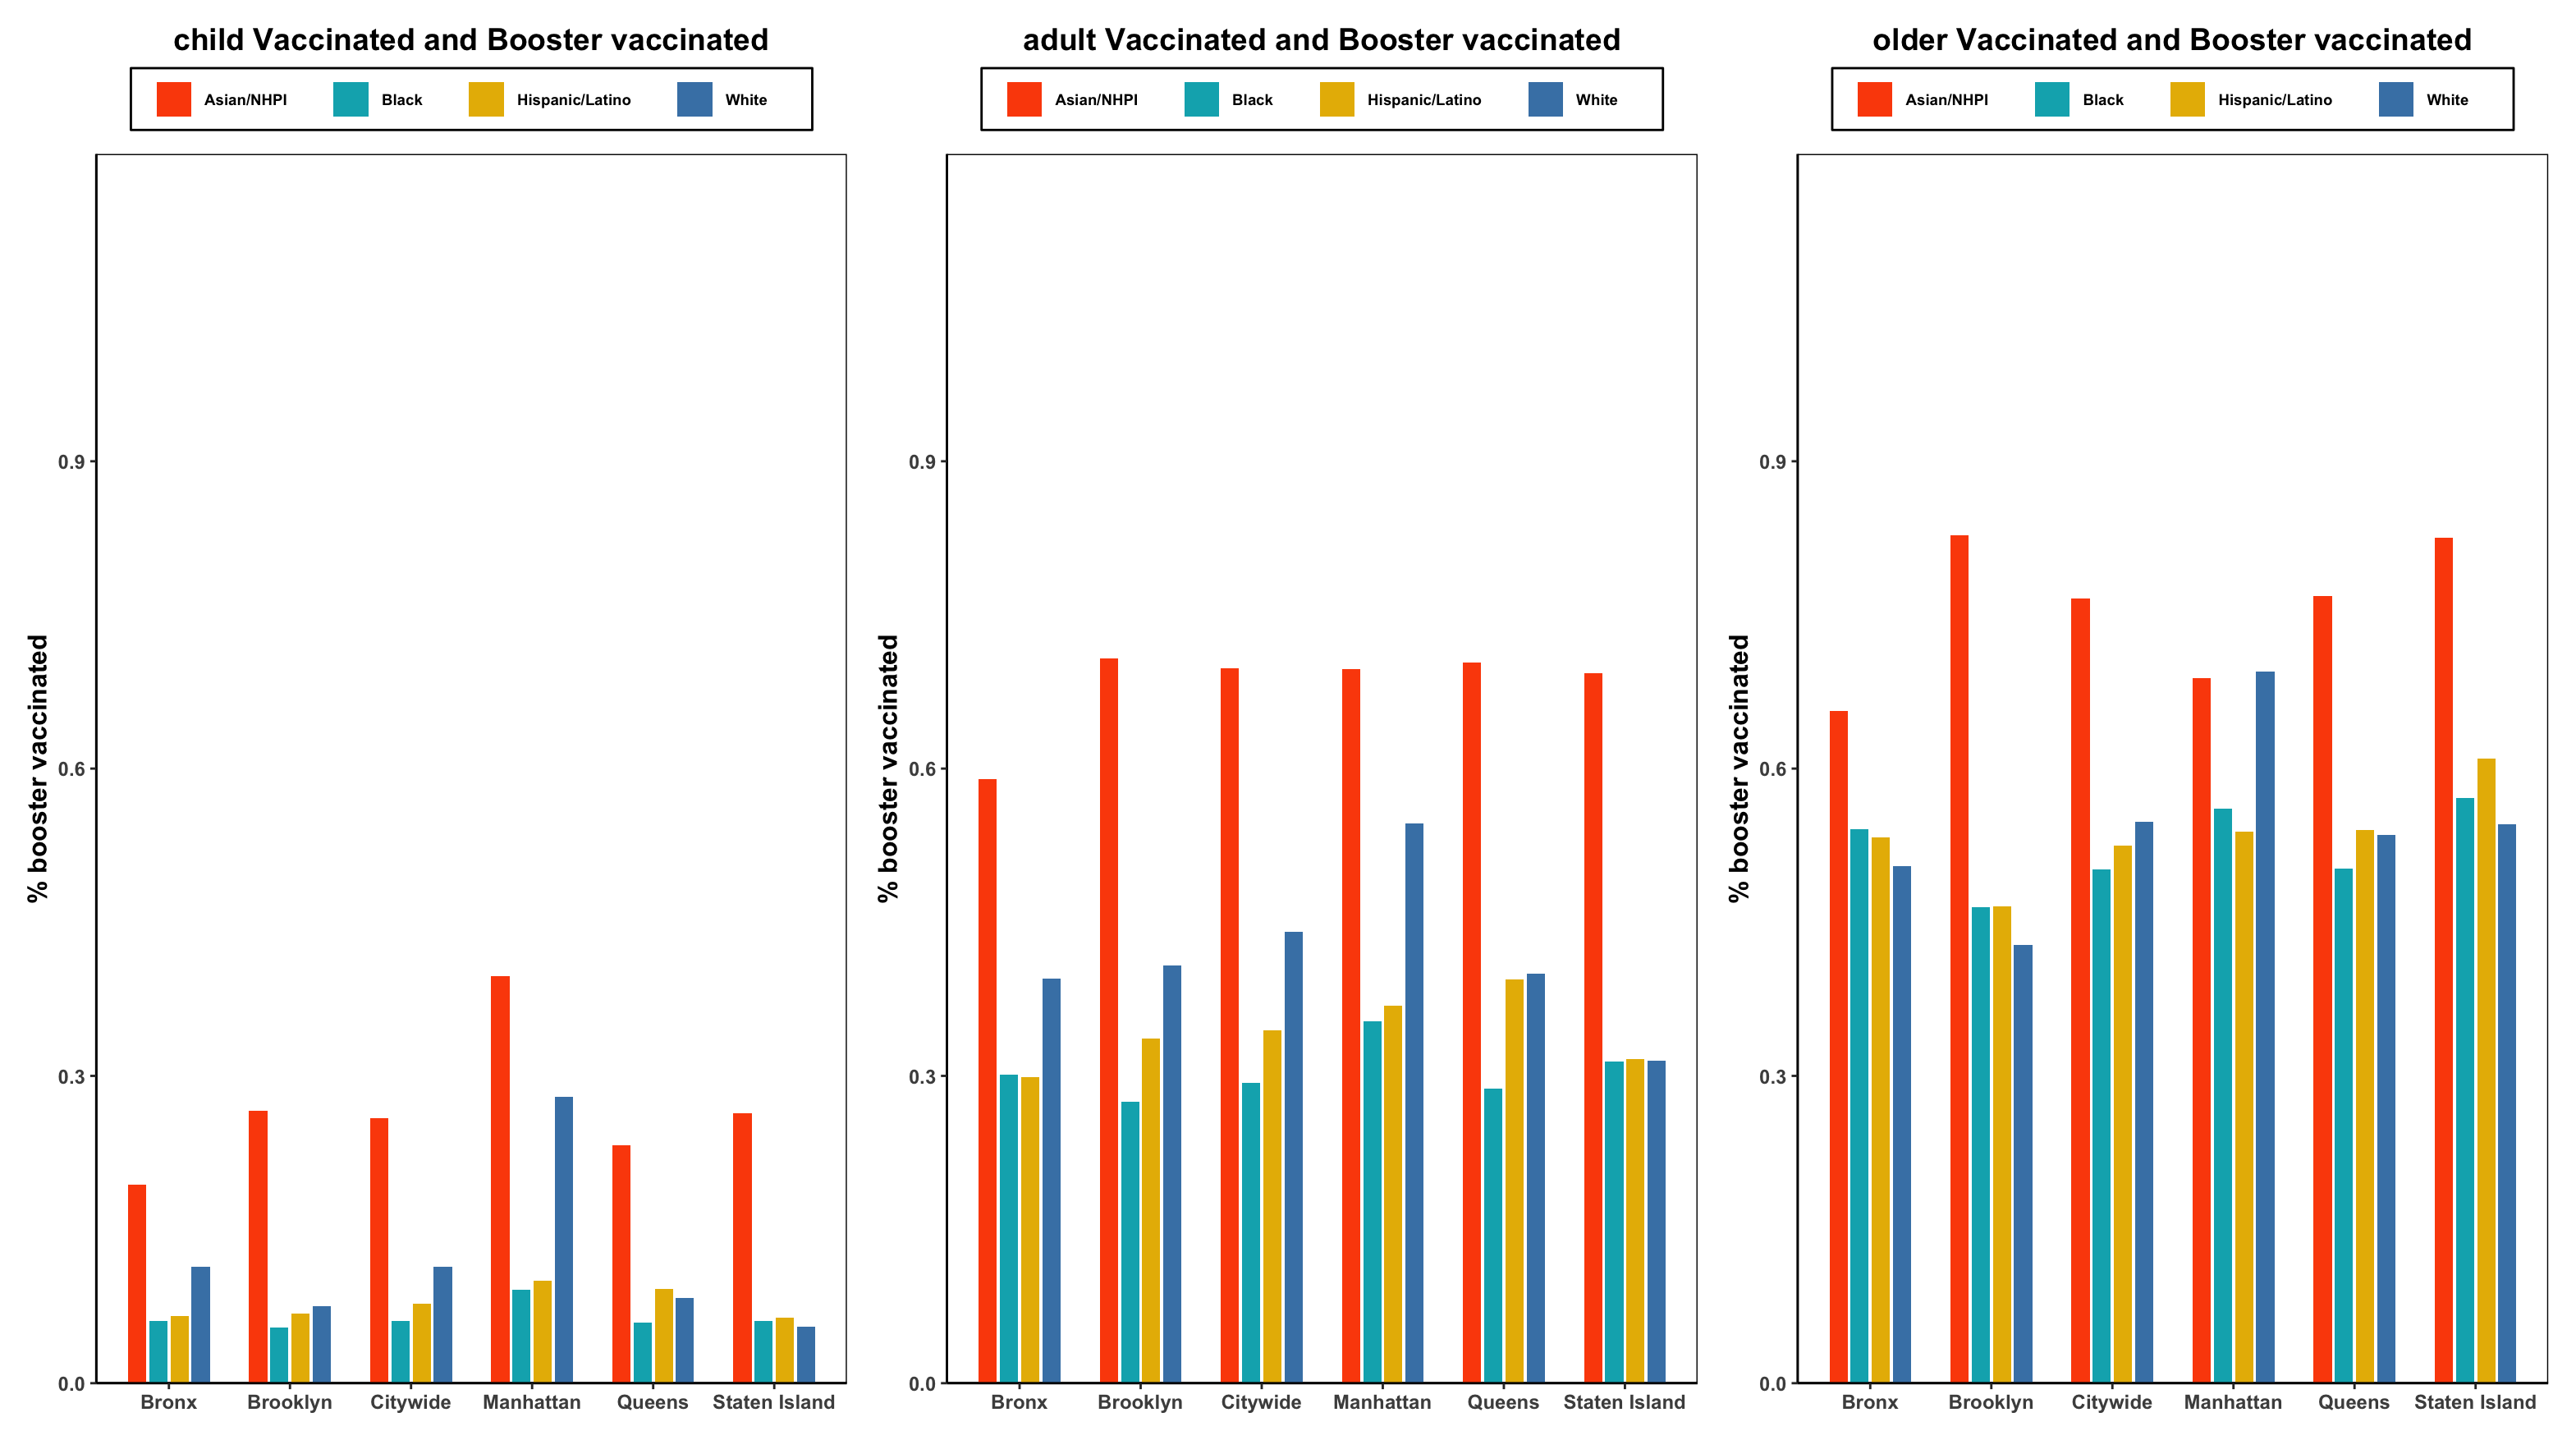 child Vaccinated and Booster vaccinated
Asian/NHPI Black Hispanic/Latino White
% booster vaccinated
0.9
0.6
0.3
0.0
Bronx Brooklyn Citywide Manhattan Queens Staten Island
adult Vaccinated and Booster vaccinated
Asian/NHPI Black Hispanic/Latino White
% booster vaccinated
0.9
0.6
0.3
0.0
Bronx Brooklyn Citywide Manhattan Queens Staten Island
older Vaccinated and Booster vaccinated
Asian/NHPI Black Hispanic/Latino White
% booster vaccinated
0.9
0.6
0.3
0.0
Bronx Brooklyn Citywide Manhattan Queens Staten Island